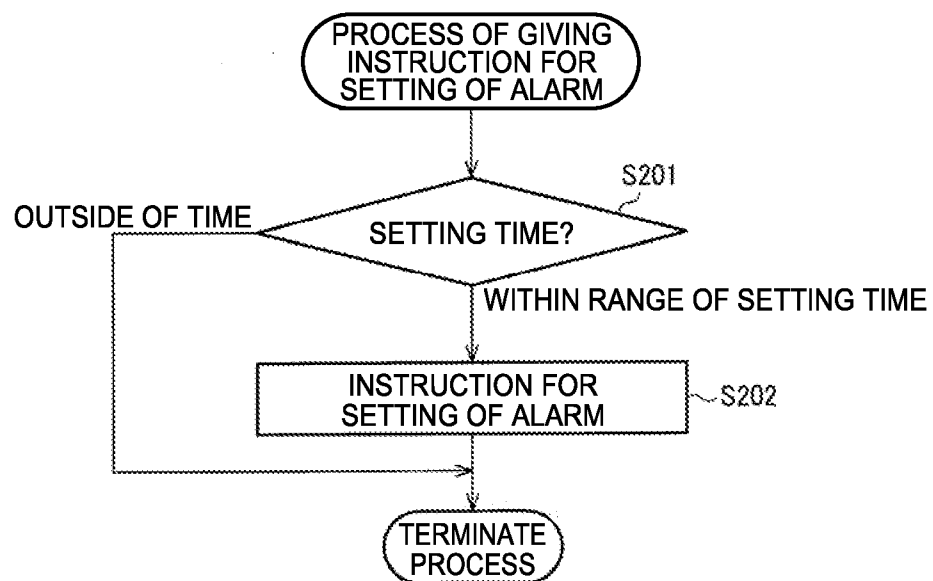 PROCESS OF GIVING
INSTRUCTION FOR
SETTING OF ALARM
S201
OUTSIDE OF TIME
SETTING TIME?
WITHIN RANGE OF SETTING TIME
INSTRUCTION FOR
SETTING OF ALARM
S202
TERMINATE
PROCESS